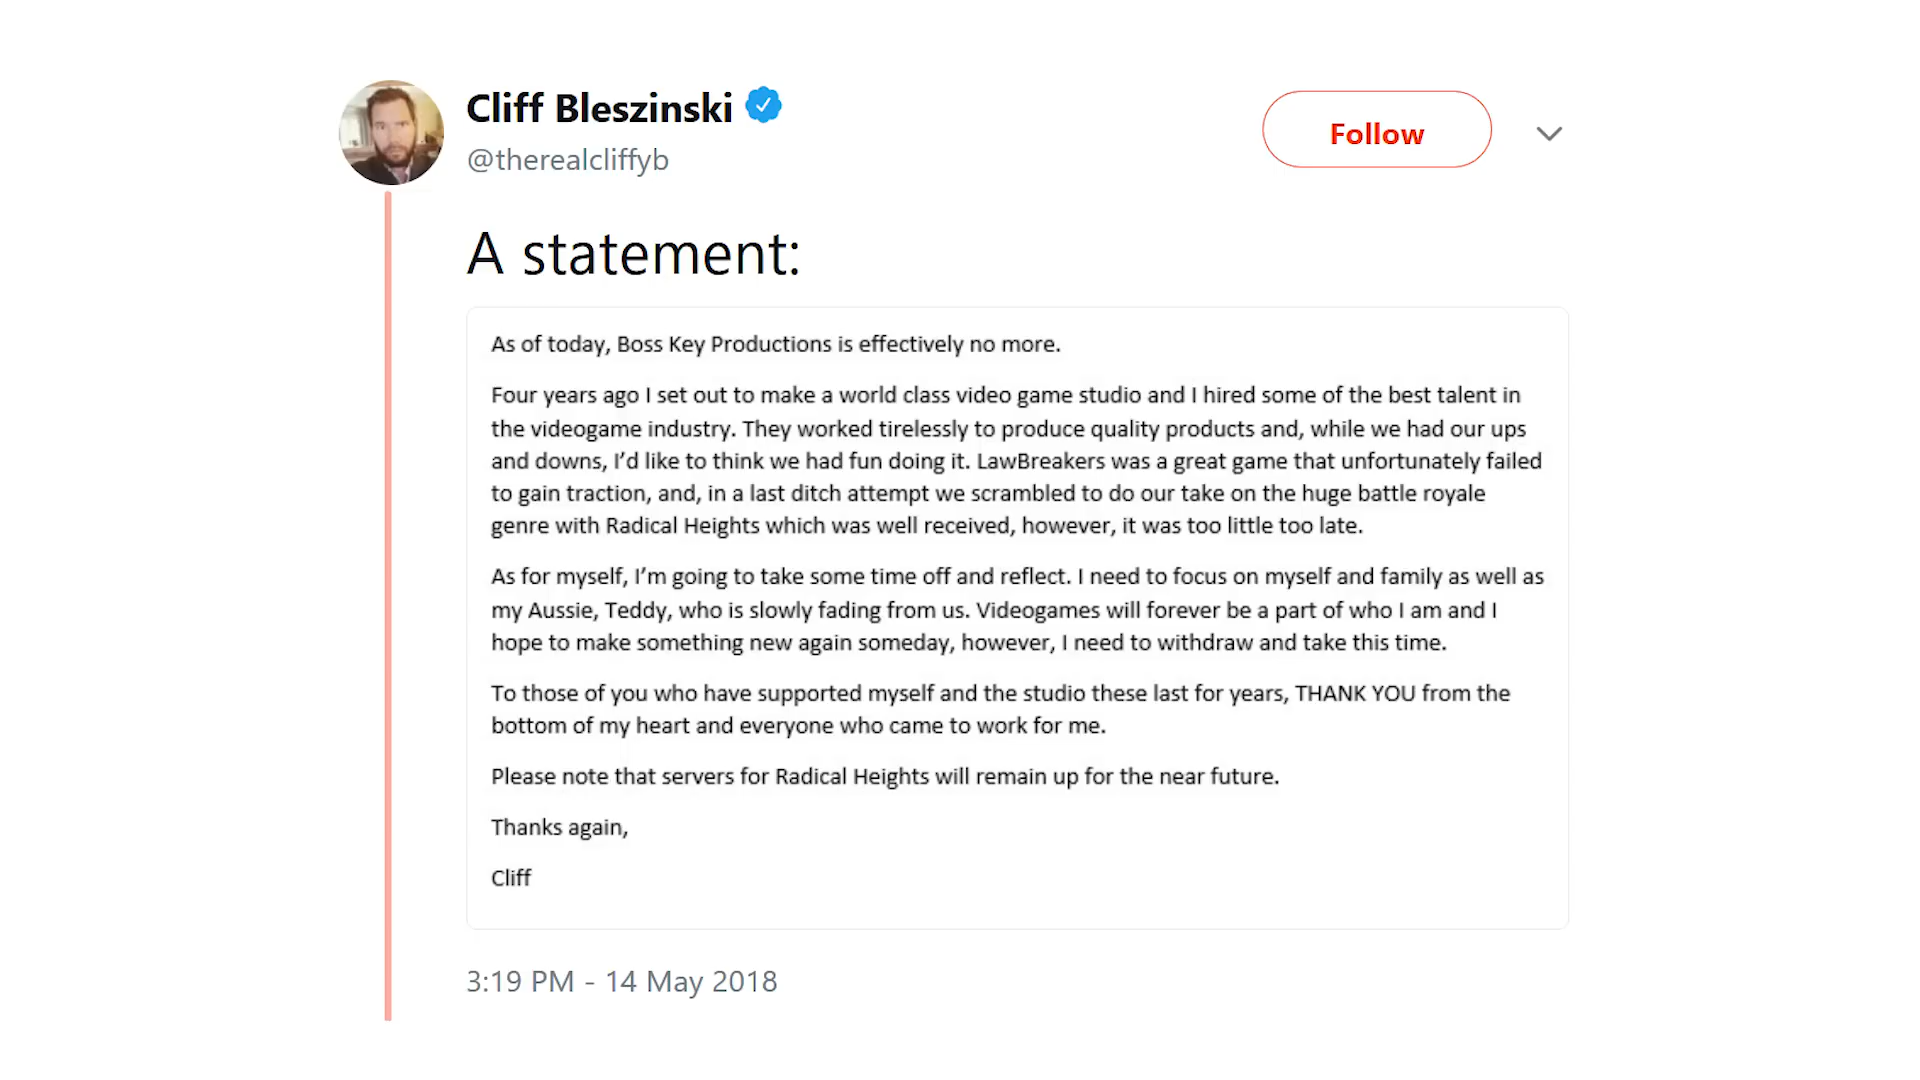 Cliff Bleszinski
@therealcliffyb
Follow
A statement:
As of today, Boss Key Productions is effectively no more.
Four years ago I set out to make a world class video game studio and I hired some of the best talent in
the videogame industry. They worked tirelessly to produce quality products and, while we had our ups
and downs, I'd like to think we had fun doing it. LawBreakers was a great game that unfortunately failed
to gain traction, and, in a last ditch attempt we scrambled to do our take on the huge battle royale
genre with Radical Heights which was well received, however, it was too little too late.
As for myself, I'm going to take some time off and reflect. I need to focus on myself and family as well as
my Aussie, Teddy, who is slowly fading from us. Videogames will forever be a part of who I am and I
hope to make something new again someday, however, I need to withdraw and take this time.
To those of you who have supported myself and the studio these last for years, THANK YOU from the
bottom of my heart and everyone who came to work for me.
Please note that servers for Radical Heights will remain up for the near future.
Thanks again,
Cliff
3:19 PM - 14 May 2018